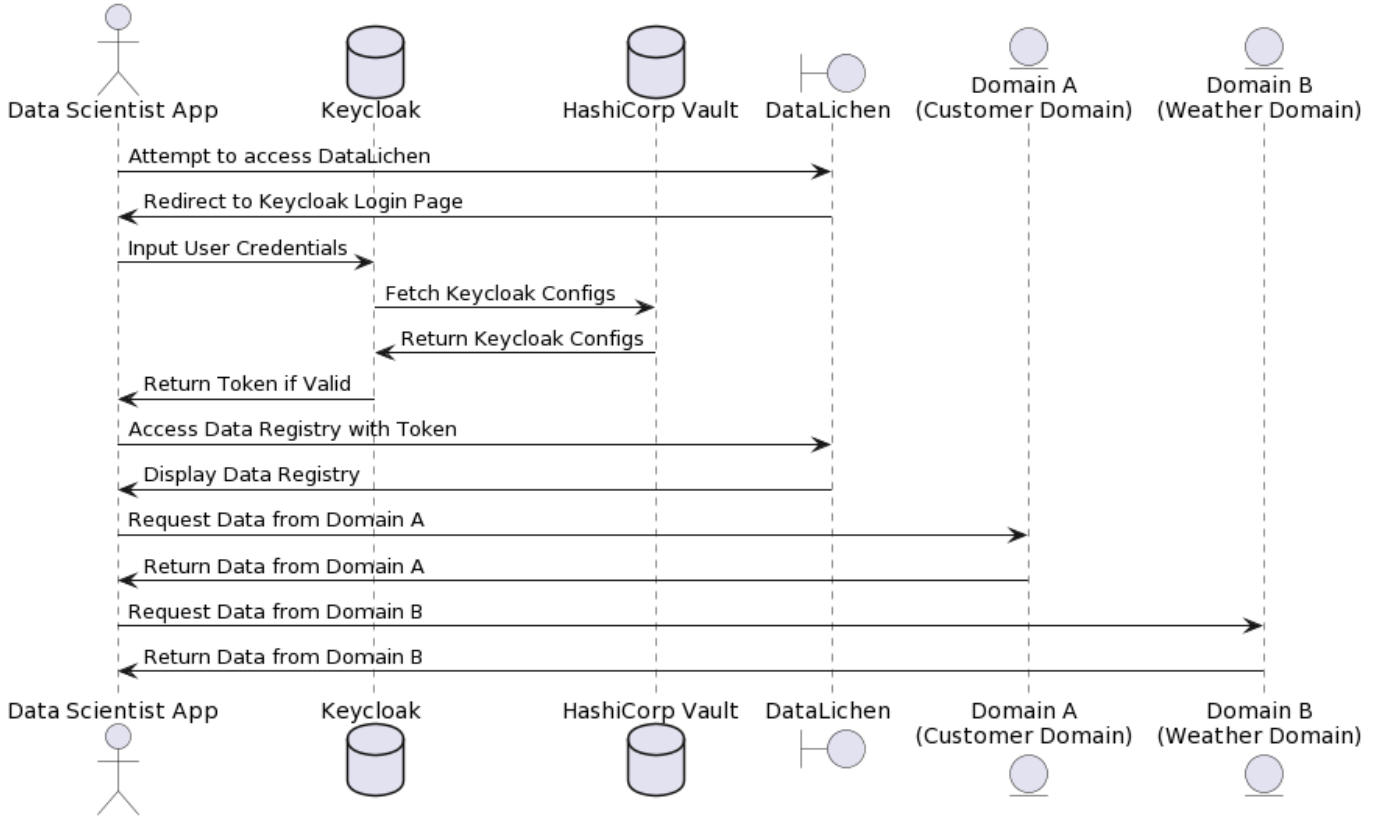 Data Scientist App
Keycloak
HashiCorp Vault
DataLichen
Domain A
(Customer Domain)
Domain B
(Weather Domain)
Attempt to access DataLichen
Redirect to Keycloak Login Page
Input User Credentials
Fetch Keycloak Configs
Return Keycloak Configs
Return Token if Valid
Access Data Registry with Token
Display Data Registry
Request Data from Domain A
Return Data from Domain A
Request Data from Domain B
Return Data from Domain B
Data Scientist App
Keycloak
HashiCorp Vault
DataLichen
Domain A
(Customer Domain)
Domain B
(Weather Domain)